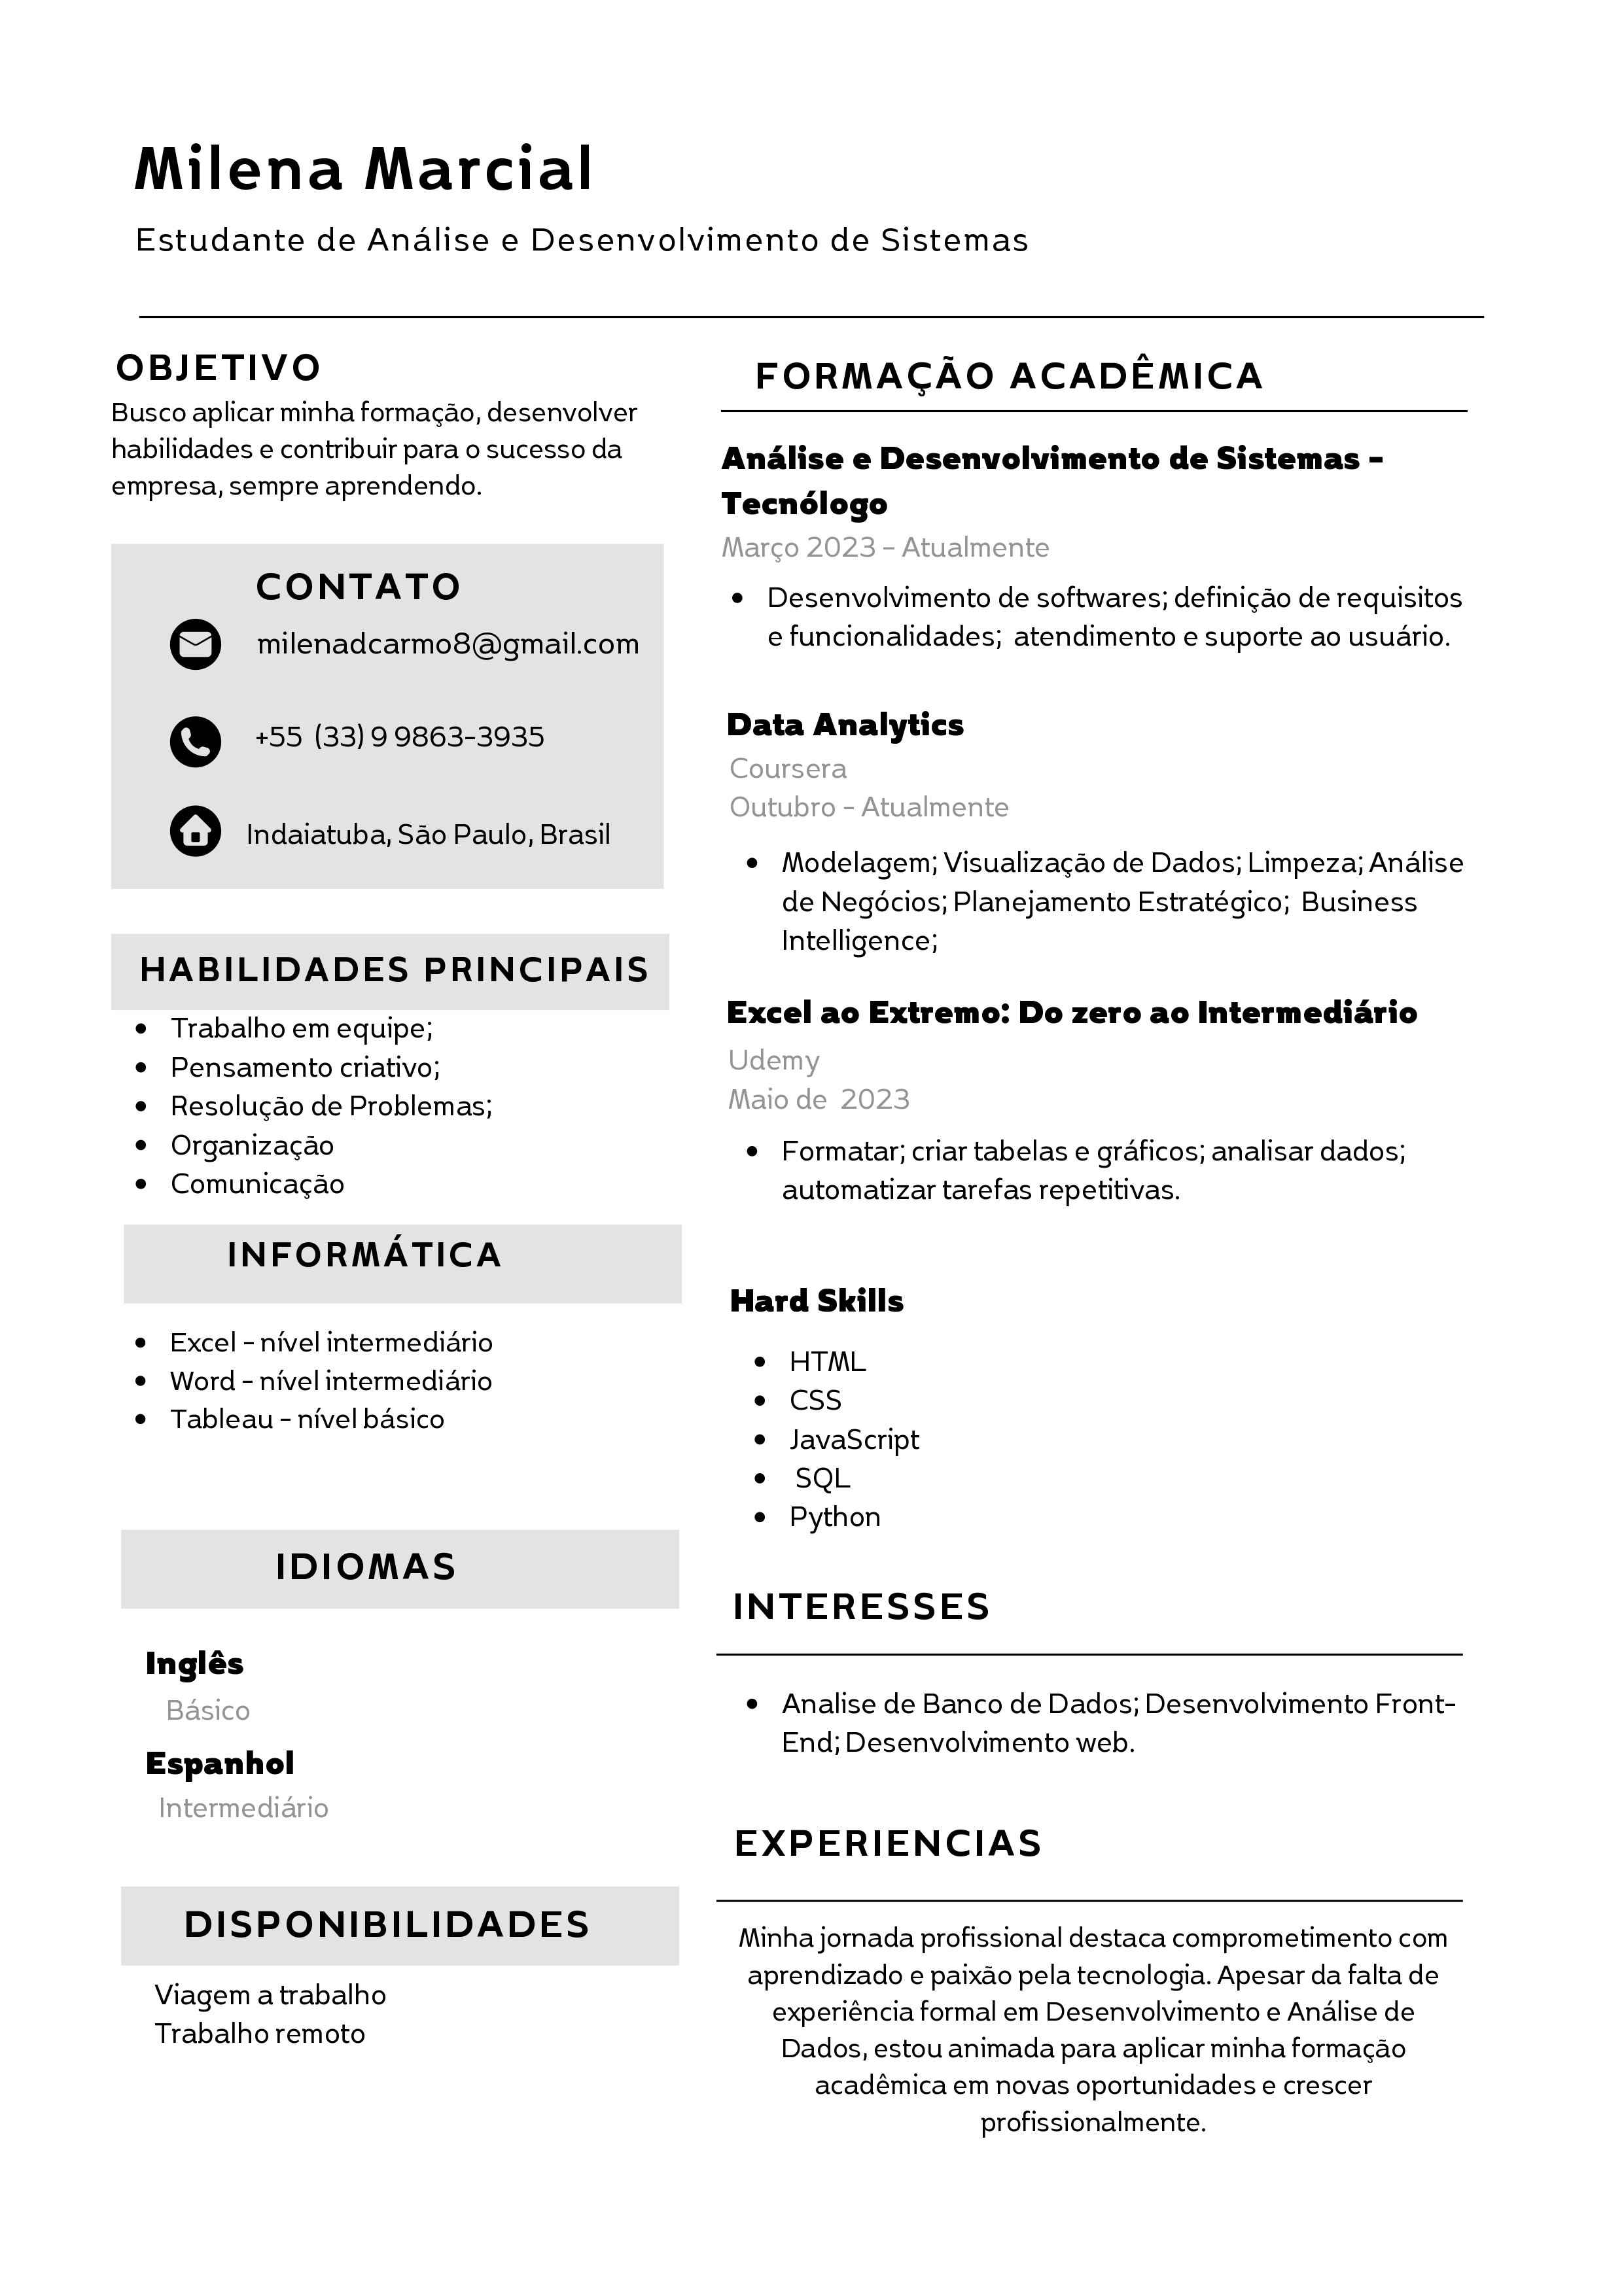 Milena Marcial
Estudante de Análise e Desenvolvimento de Sistemas
OBJETIVO
Busco aplicar minha formação, desenvolver
habilidades e contribuir para o sucesso da
empresa, sempre aprendendo.
CONTATO
milenadcarmo8@gmail.com
+55 (33) 9 9863-3935
Indaiatuba, São Paulo, Brasil
HABILIDADES PRINCIPAIS
• Trabalho em equipe;
• Pensamento criativo;
• Resolução de Problemas;
• Organização
• Comunicação
INFORMÁTICA
• Excel - nível intermediário
• Word - nível intermediário
• Tableau - nível básico
IDIOMAS
Inglês
Básico
Espanhol
Intermediário
DISPONIBILIDADES
Viagem a trabalho
Trabalho remoto
FORMAÇÃO ACADÊMICA
Análise e Desenvolvimento de Sistemas -
Tecnólogo
Março 2023 - Atualmente
• Desenvolvimento de softwares; definição de requisitos
e funcionalidades; atendimento e suporte ao usuário.
Data Analytics
Coursera
Outubro - Atualmente
• Modelagem; Visualização de Dados; Limpeza; Análise
de Negócios; Planejamento Estratégico; Business
Intelligence;
Excel ao Extremo: Do zero ao Intermediário
Udemy
Maio de 2023
• Formatar; criar tabelas e gráficos; analisar dados;
automatizar tarefas repetitivas.
Hard Skills
• HTML
• CSS
• JavaScript
• SQL
• Python
INTERESSES
• Analise de Banco de Dados; Desenvolvimento Front-
End; Desenvolvimento web.
EXPERIENCIAS
Minha jornada profissional destaca comprometimento com
aprendizado e paixão pela tecnologia. Apesar da falta de
experiência formal em Desenvolvimento e Análise de
Dados, estou animada para aplicar minha formação
acadêmica em novas oportunidades e crescer
profissionalmente.